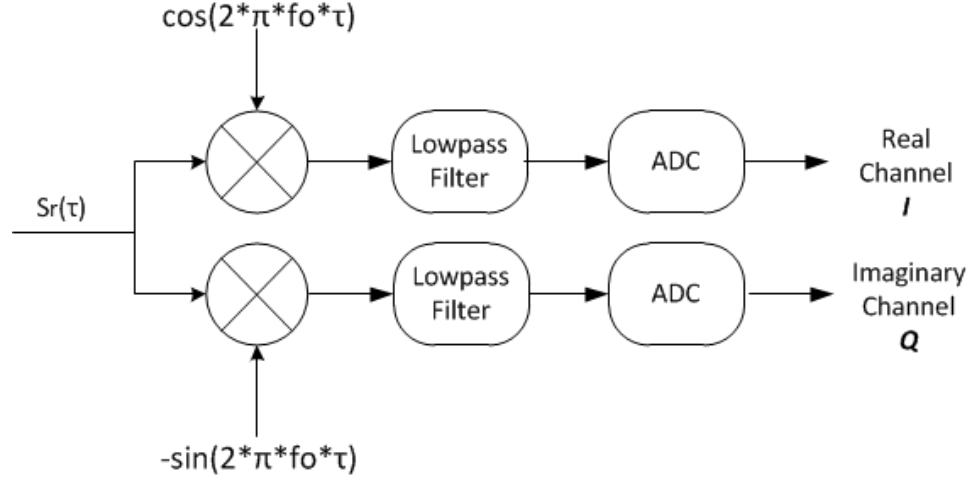 cos(2*π*fo*τ)
Lowpass
Filter
ADC
Real
Channel
I
Sr(τ)
Lowpass
Filter
ADC
Imaginary
Channel
Q
-sin(2*π*fo*τ)